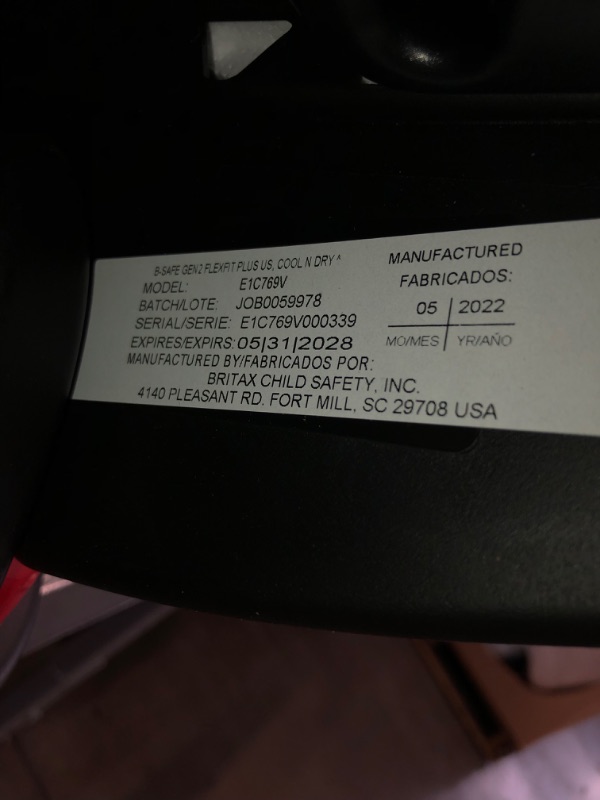 B-SAFE GEN2 FLEXFIT PLUS US, COOL N DRY ^
MODEL: E1C769V
BATCH/LOTE: JOB0059978
SERIAL/SERIE: E1C769V000339
EXPIRES/EXPIRS: 05|31|2028
MANUFACTURED BY/FABRICADOS POR:
BRITAX CHILD SAFETY, INC.
4140 PLEASANT RD. FORT MILL, SC 29708 USA
MANUFACTURED
FABRICADOS:
05 | 2022
MO/MES | YR/AÑO